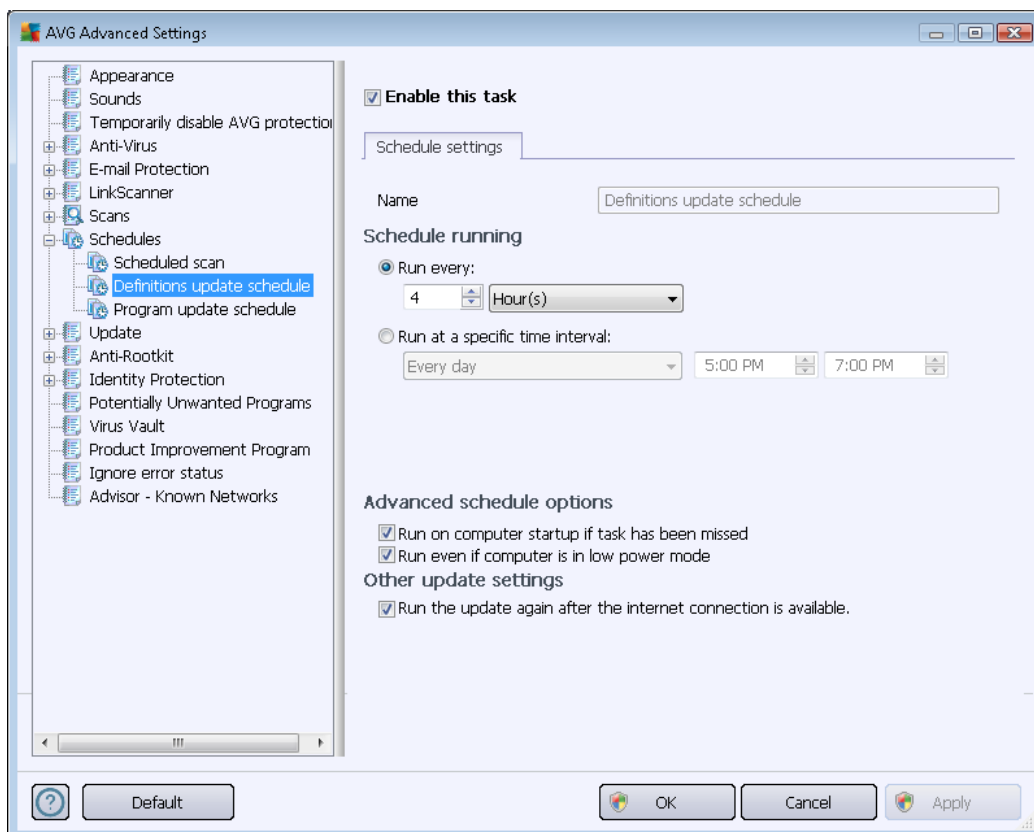 AVG Advanced Settings
Appearance
Sounds
Temporarily disable AVG protection
Anti-Virus
E-mail Protection
LinkScanner
Scans
Schedules
Scheduled scan
Definitions update schedule
Program update schedule
Update
Anti-Rootkit
Identity Protection
Potentially Unwanted Programs
Virus Vault
Product Improvement Program
Ignore error status
Advisor - Known Networks
Enable this task
Schedule settings
Name Definitions update schedule
Schedule running
Run every:
4 Hour(s)
Run at a specific time interval:
Every day 5:00 PM 7:00 PM
Advanced schedule options
Run on computer startup if task has been missed
Run even if computer is in low power mode
Other update settings
Run the update again after the internet connection is available.
? Default OK Cancel Apply